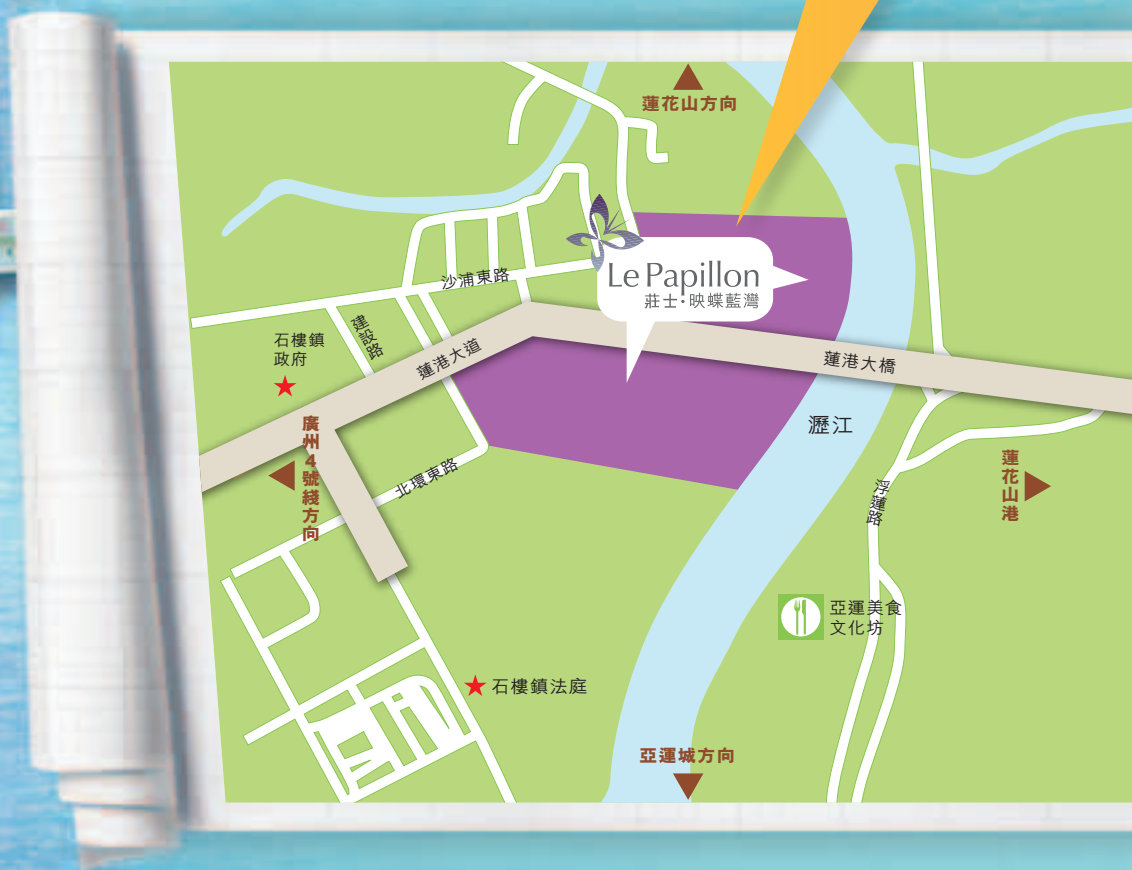 蓮花山方向
Le Papillon
莊士·映蝶藍灣
沙浦東路
建設路
石樓鎮
政府
蓮港大道
蓮港大橋
瀝江
廣州4號綫方向
蓮花山港
北環東路
浮蓮路
亞運美食
文化坊
石樓鎮法庭
亞運城方向